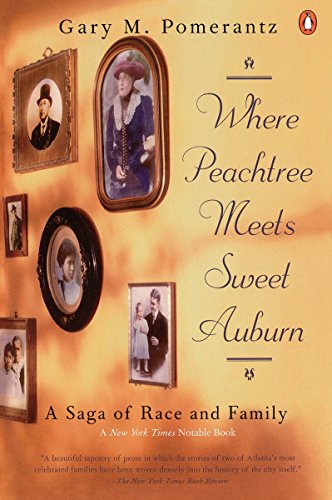 Gary M. Pomerantz
Where
Peachtree
Meets
Sweet
Auburn
A Saga of Race and Family
A New York Times Notable Book
"A beautiful tapestry of prose in which the stories of two of Atlanta's most
celebrated families have been woven densely into the history of the city itself."
—The New York Times Book Review